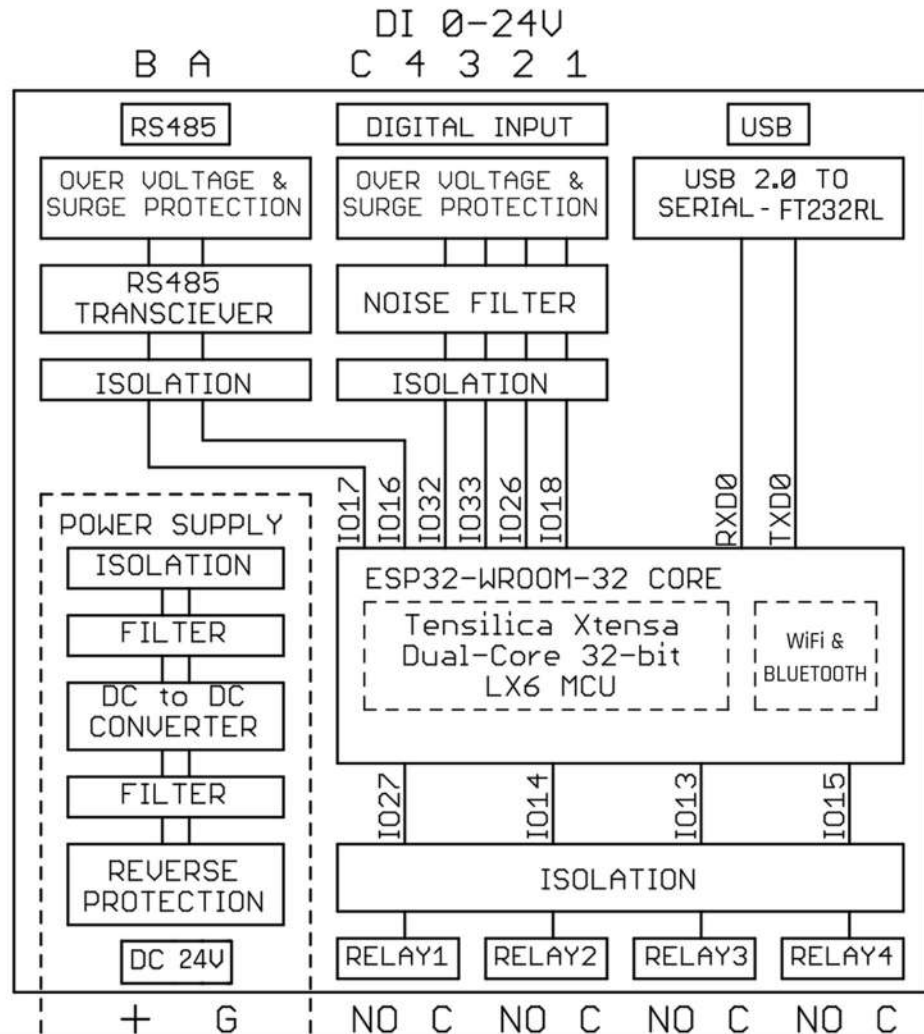 DI 0-24V
B A
C 4 3 2 1
RS485
DIGITAL INPUT
USB
OVER VOLTAGE &
SURGE PROTECTION
OVER VOLTAGE &
SURGE PROTECTION
USB 2.0 TO
SERIAL - FT232RL
RS485
TRANSCIEVER
NOISE FILTER
ISOLATION
ISOLATION
IO17
IO16
IO32
IO33
IO26
IO18
RXD0
TXD0
POWER SUPPLY
ISOLATION
FILTER
DC to DC
CONVERTER
FILTER
REVERSE
PROTECTION
DC 24V
+ G
ESP32-WROOM-32 CORE
Tensilica Xtensa
Dual-Core 32-bit
LX6 MCU
WiFi &
BLUETOOTH
IO27
IO14
IO13
IO15
ISOLATION
RELAY1
RELAY2
RELAY3
RELAY4
NO C
NO C
NO C
NO C